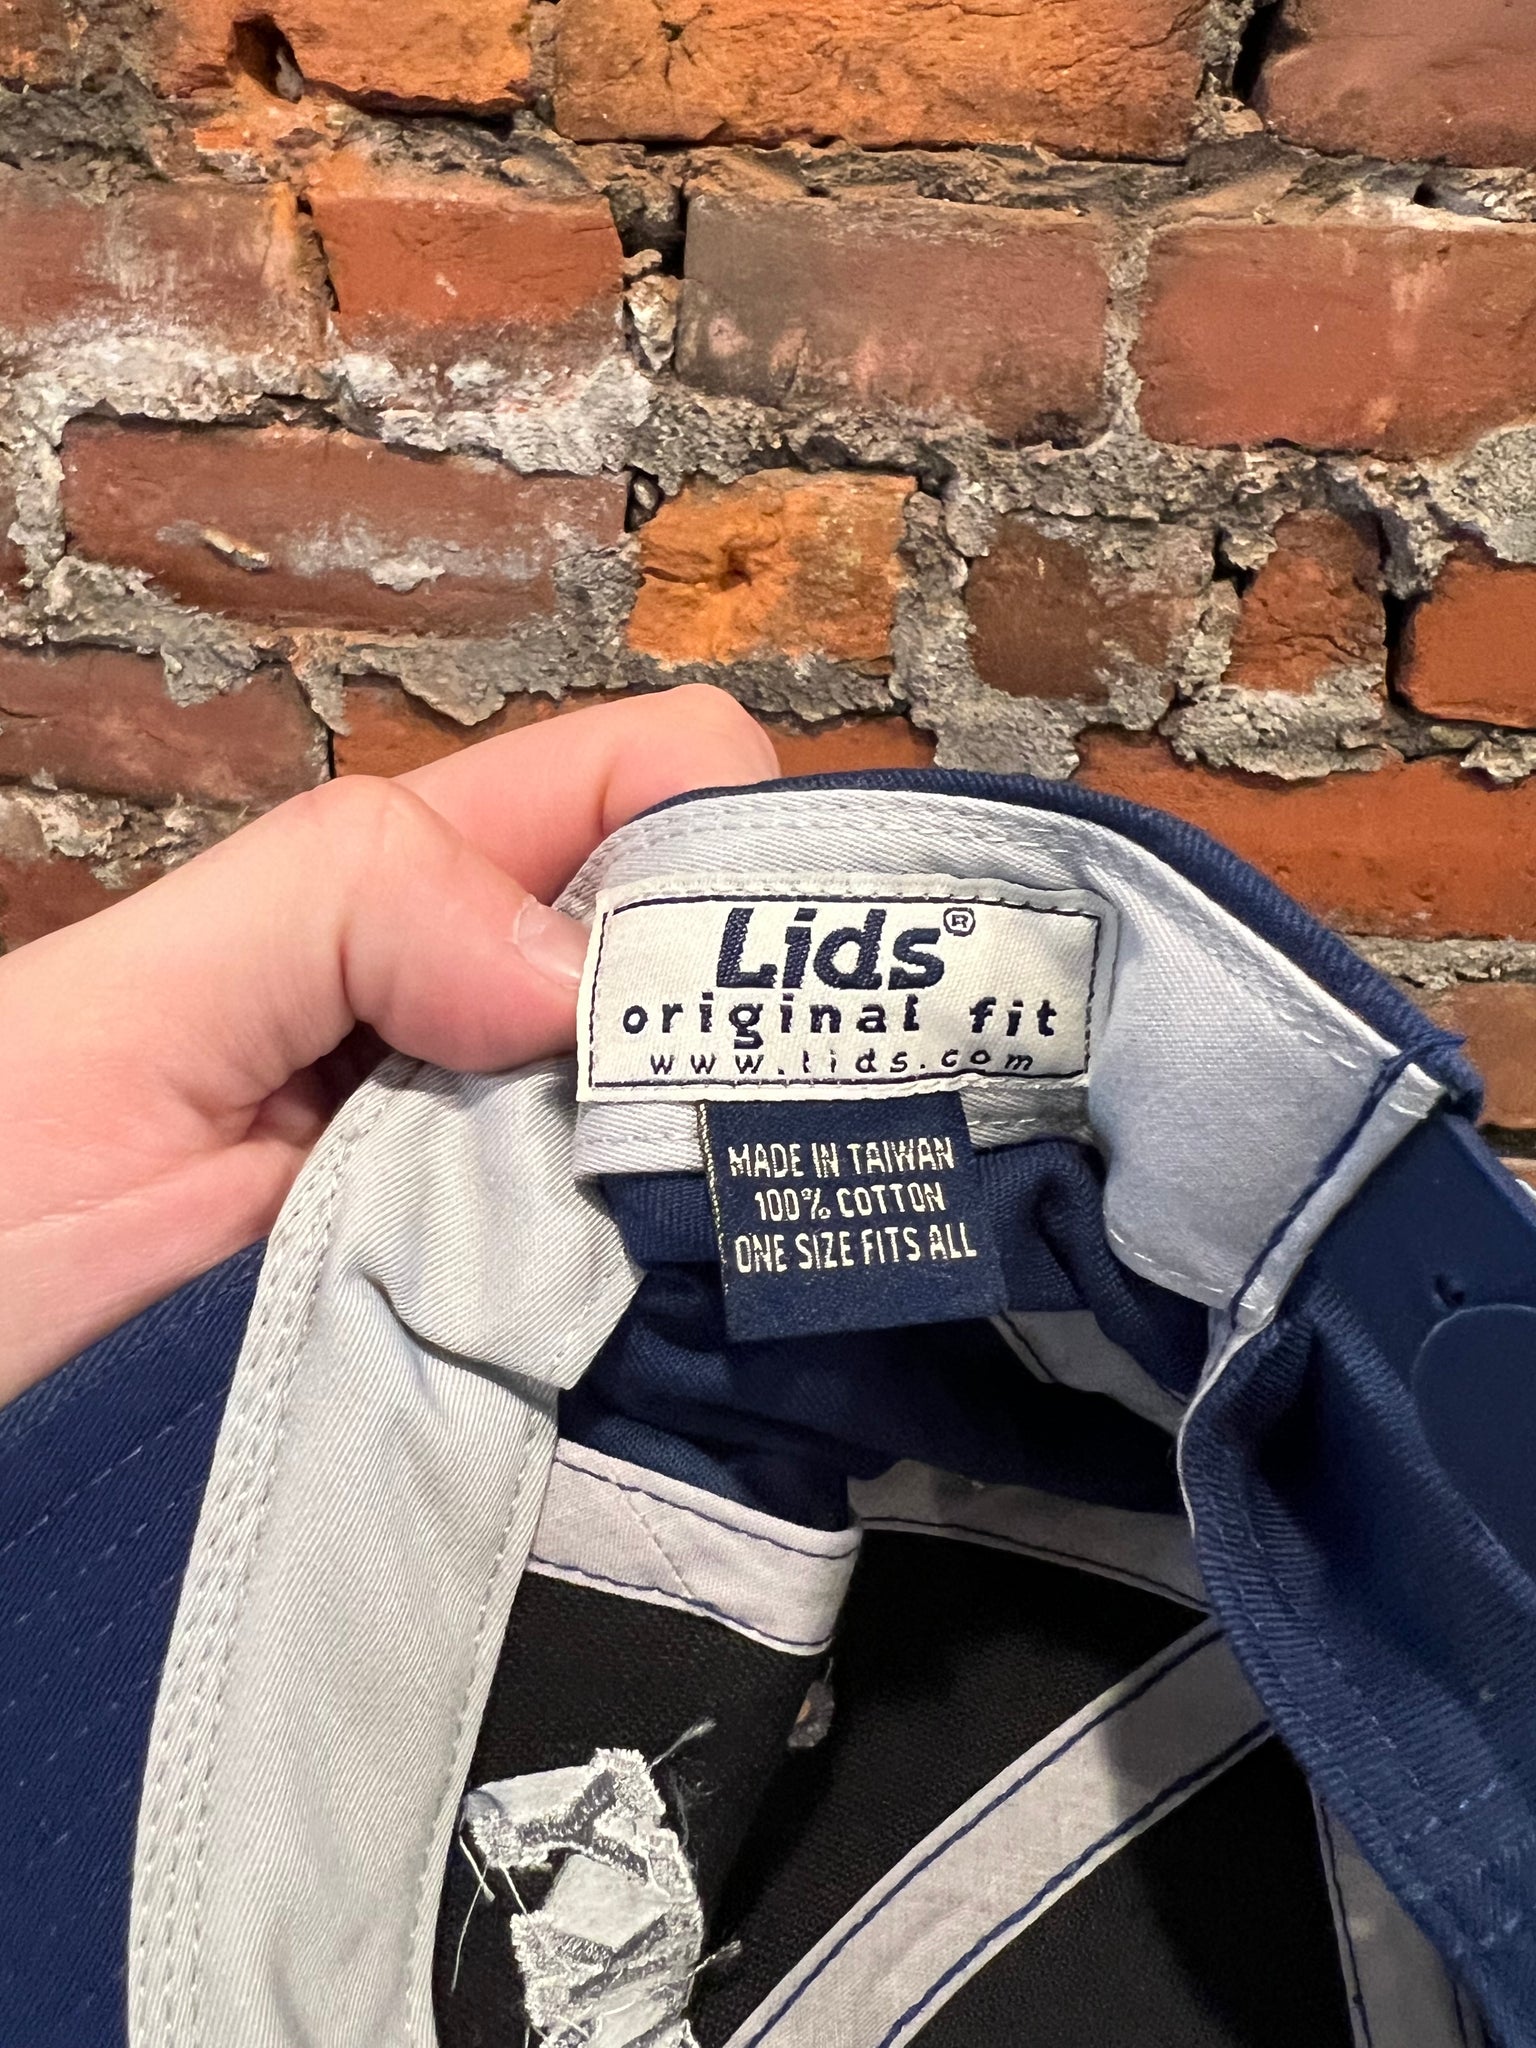 Lids®
original fit
www.lids.com
MADE IN TAIWAN
100% COTTON
ONE SIZE FITS ALL